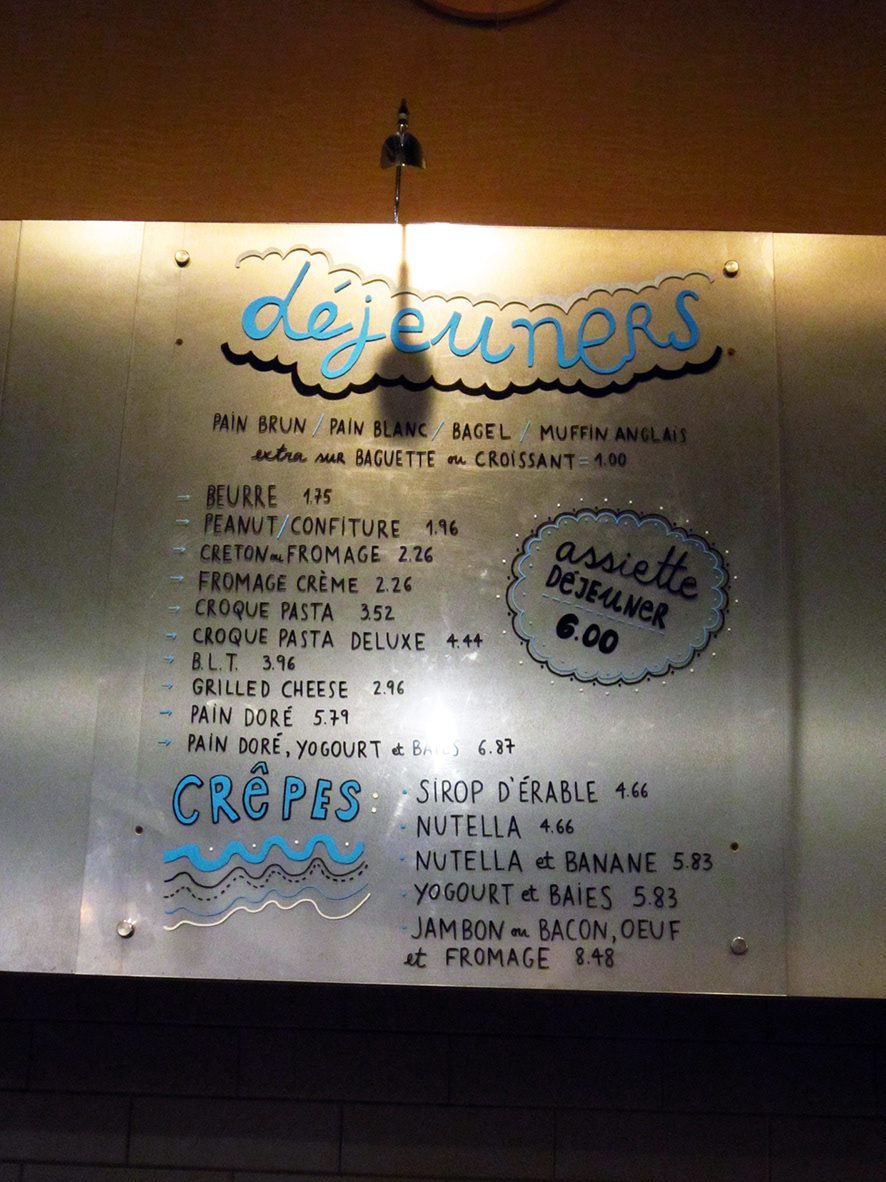 déjeuners
PAIN BRUN / PAIN BLANC / BAGEL / MUFFIN ANGLAIS
extra sur BAGUETTE ou CROISSANT = 1.00
→ BEURRE 1.75
→ PEANUT/CONFITURE 1.96
→ CRETON ou FROMAGE 2.26
→ FROMAGE CRÈME 2.26
→ CROQUE PASTA 3.52
→ CROQUE PASTA DELUXE 4.44
→ B.L.T. 3.96
→ GRILLED CHEESE 2.96
→ PAIN DORÉ 5.79
→ PAIN DORÉ, YOGOURT et BAIES 6.87
assiette
DÉJEUNER
6.00
CRÊPES :
- SIROP D'ÉRABLE 4.66
- NUTELLA 4.66
- NUTELLA et BANANE 5.83
- YOGOURT et BAIES 5.83
- JAMBON ou BACON, OEUF
et FROMAGE 8.48